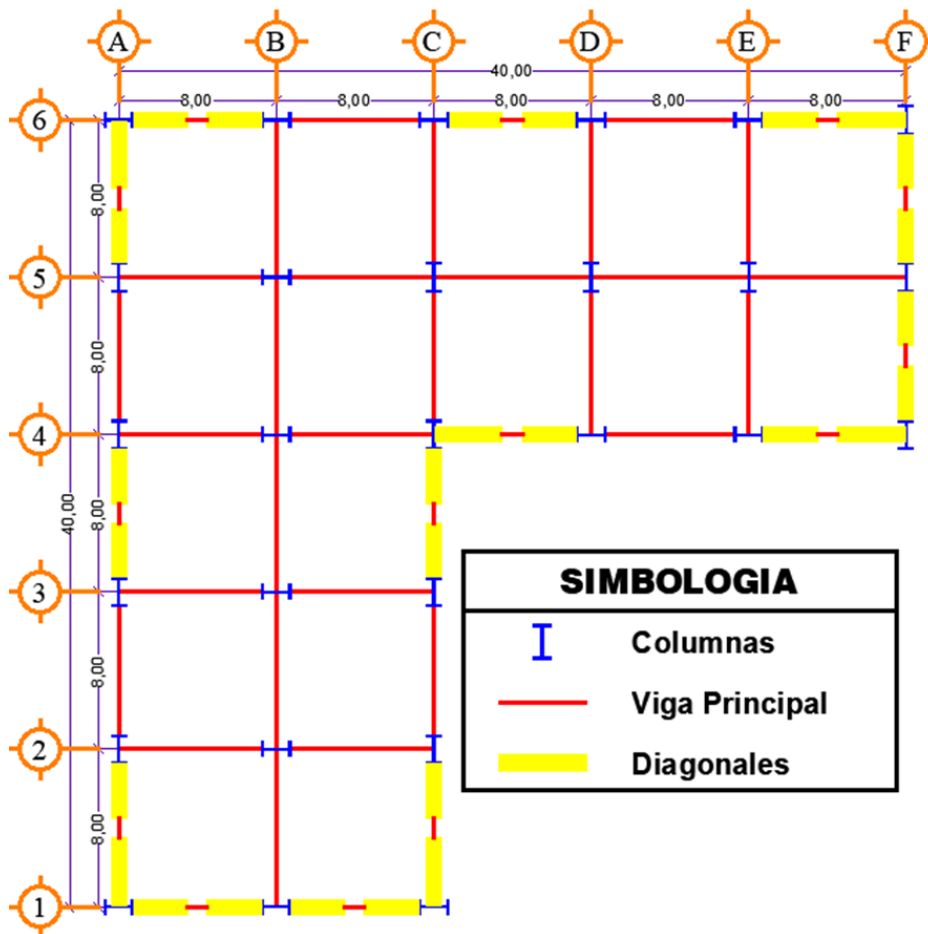 A B C D E F
40,00
8,00 8,00 8,00 8,00 8,00
6
8,00
5
8,00
4
40,00 8,00
3
8,00
2
8,00
1
SIMBOLOGIA
Columnas
Viga Principal
Diagonales